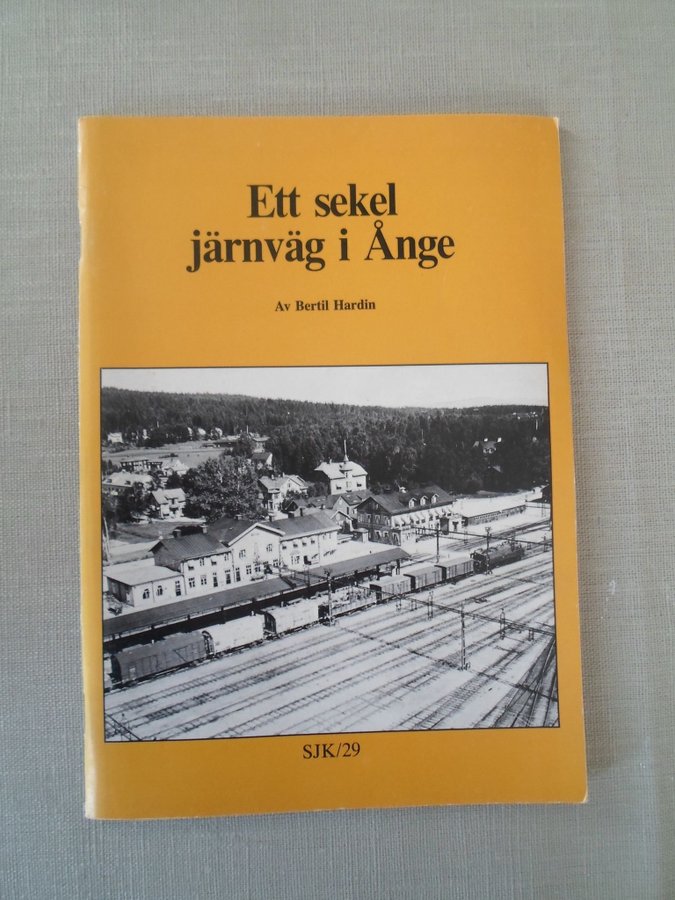 Ett sekel
järnväg i Ånge
Av Bertil Hardin
SJK/29